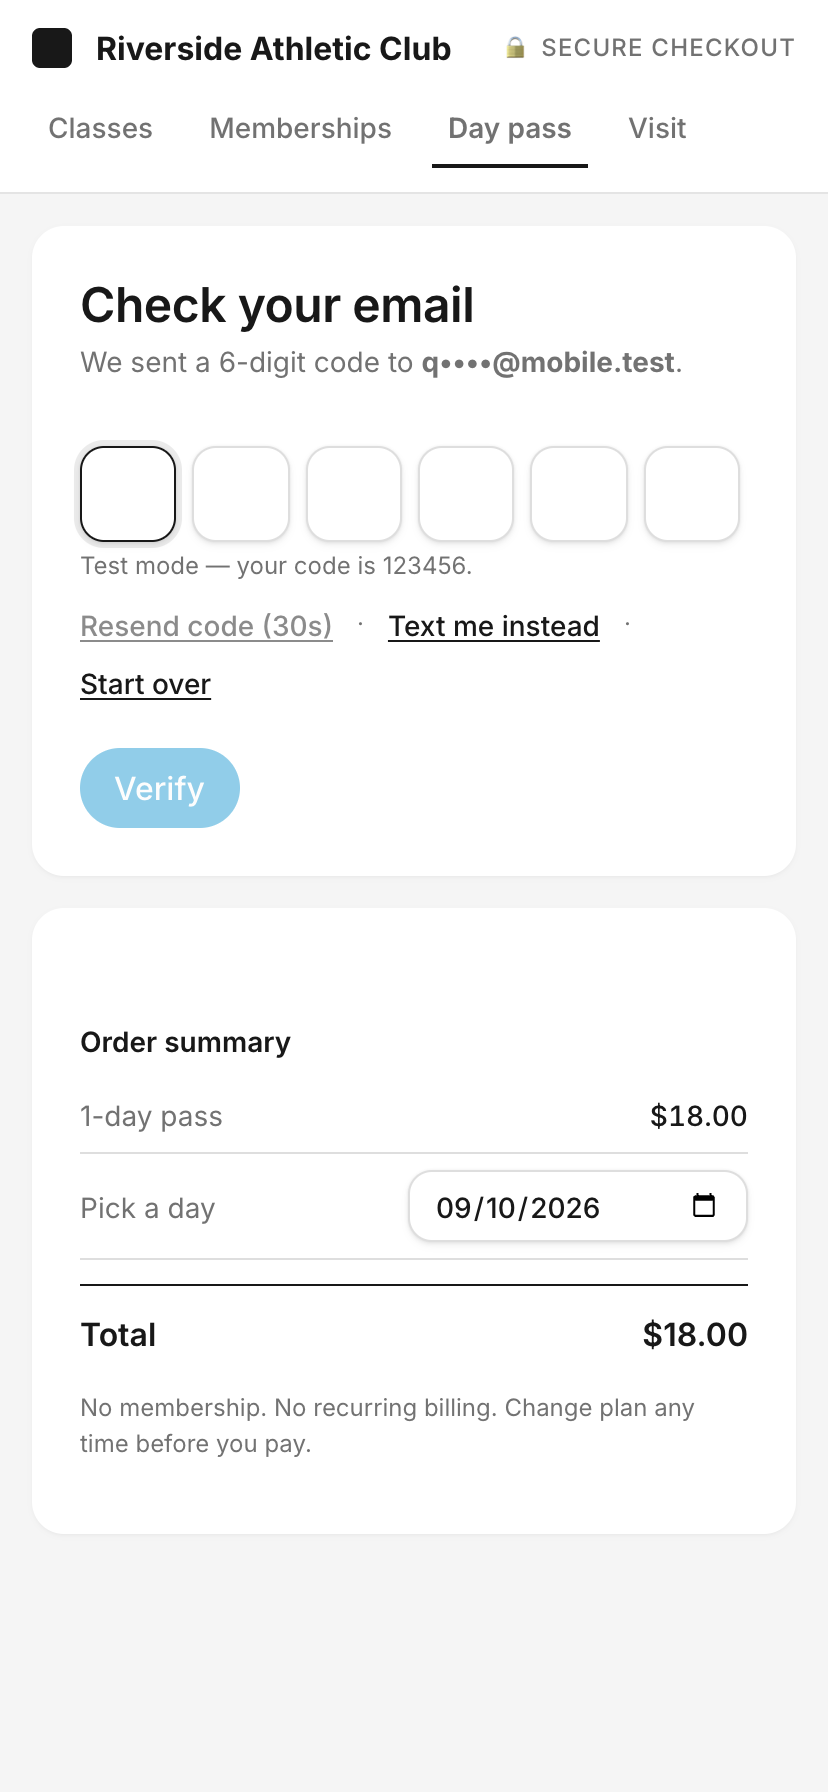 Riverside Athletic Club
🔒 SECURE CHECKOUT
Classes Memberships Day pass Visit
Check your email
We sent a 6-digit code to q••••@mobile.test.
Test mode — your code is 123456.
Resend code (30s) · Text me instead ·
Start over
Verify
Order summary
1-day pass $18.00
Pick a day 09/10/2026
Total $18.00
No membership. No recurring billing. Change plan any
time before you pay.